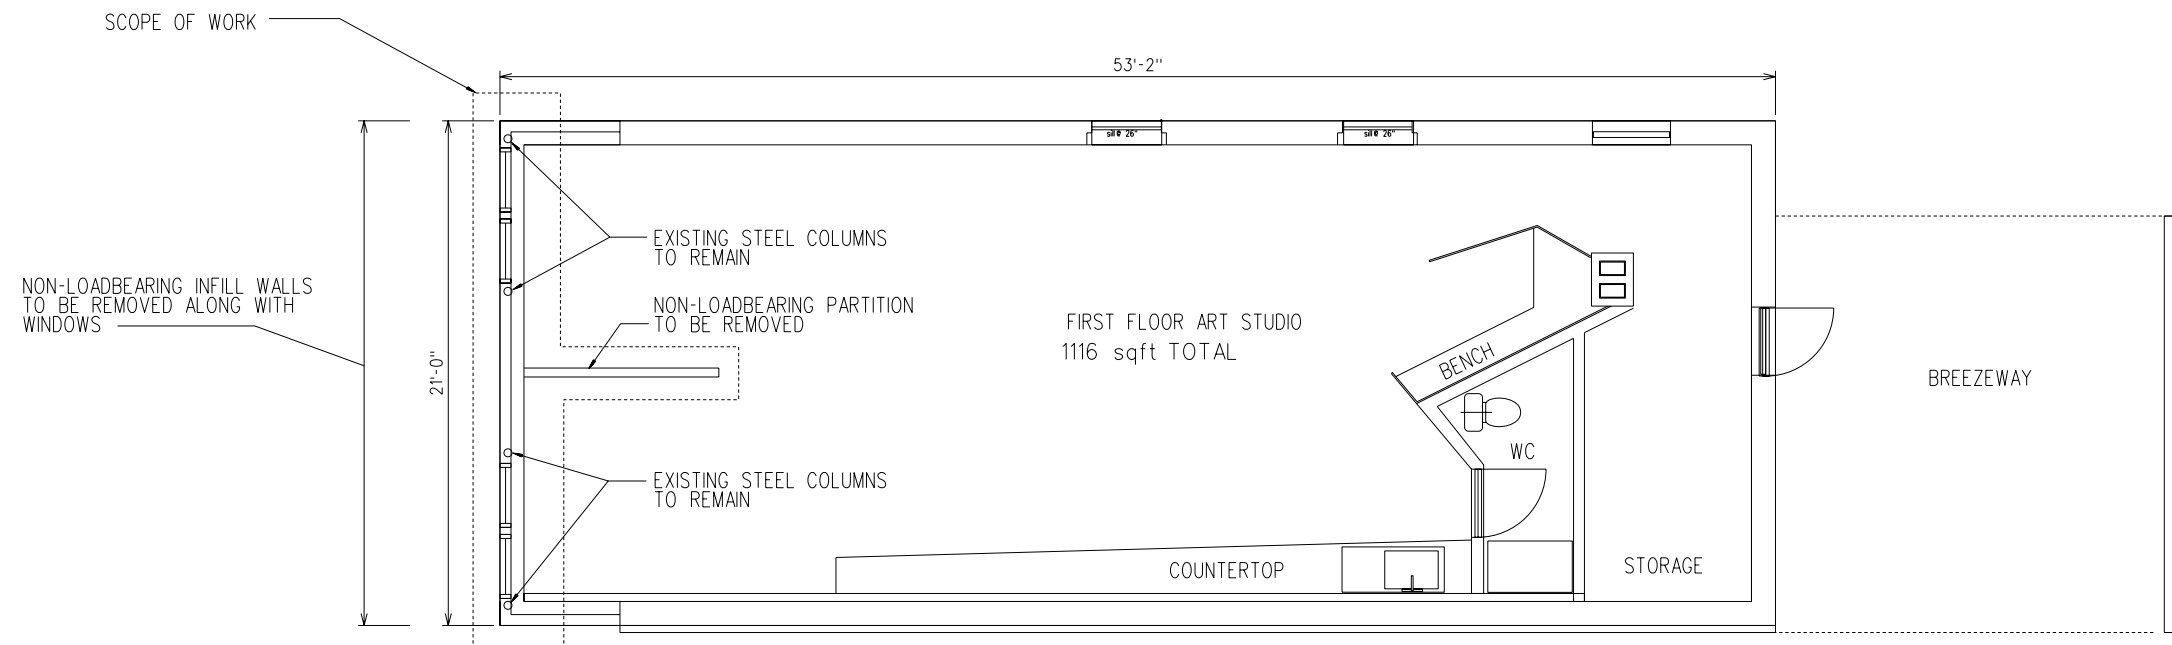 SCOPE OF WORK
53'-2"
sill@ 26"
sill@ 26"
EXISTING STEEL COLUMNS
TO REMAIN
NON-LOADBEARING INFILL WALLS
TO BE REMOVED ALONG WITH
WINDOWS
NON-LOADBEARING PARTITION
TO BE REMOVED
FIRST FLOOR ART STUDIO
1116 sqft TOTAL
21'-0"
BENCH
BREEZEWAY
WC
EXISTING STEEL COLUMNS
TO REMAIN
COUNTERTOP
STORAGE